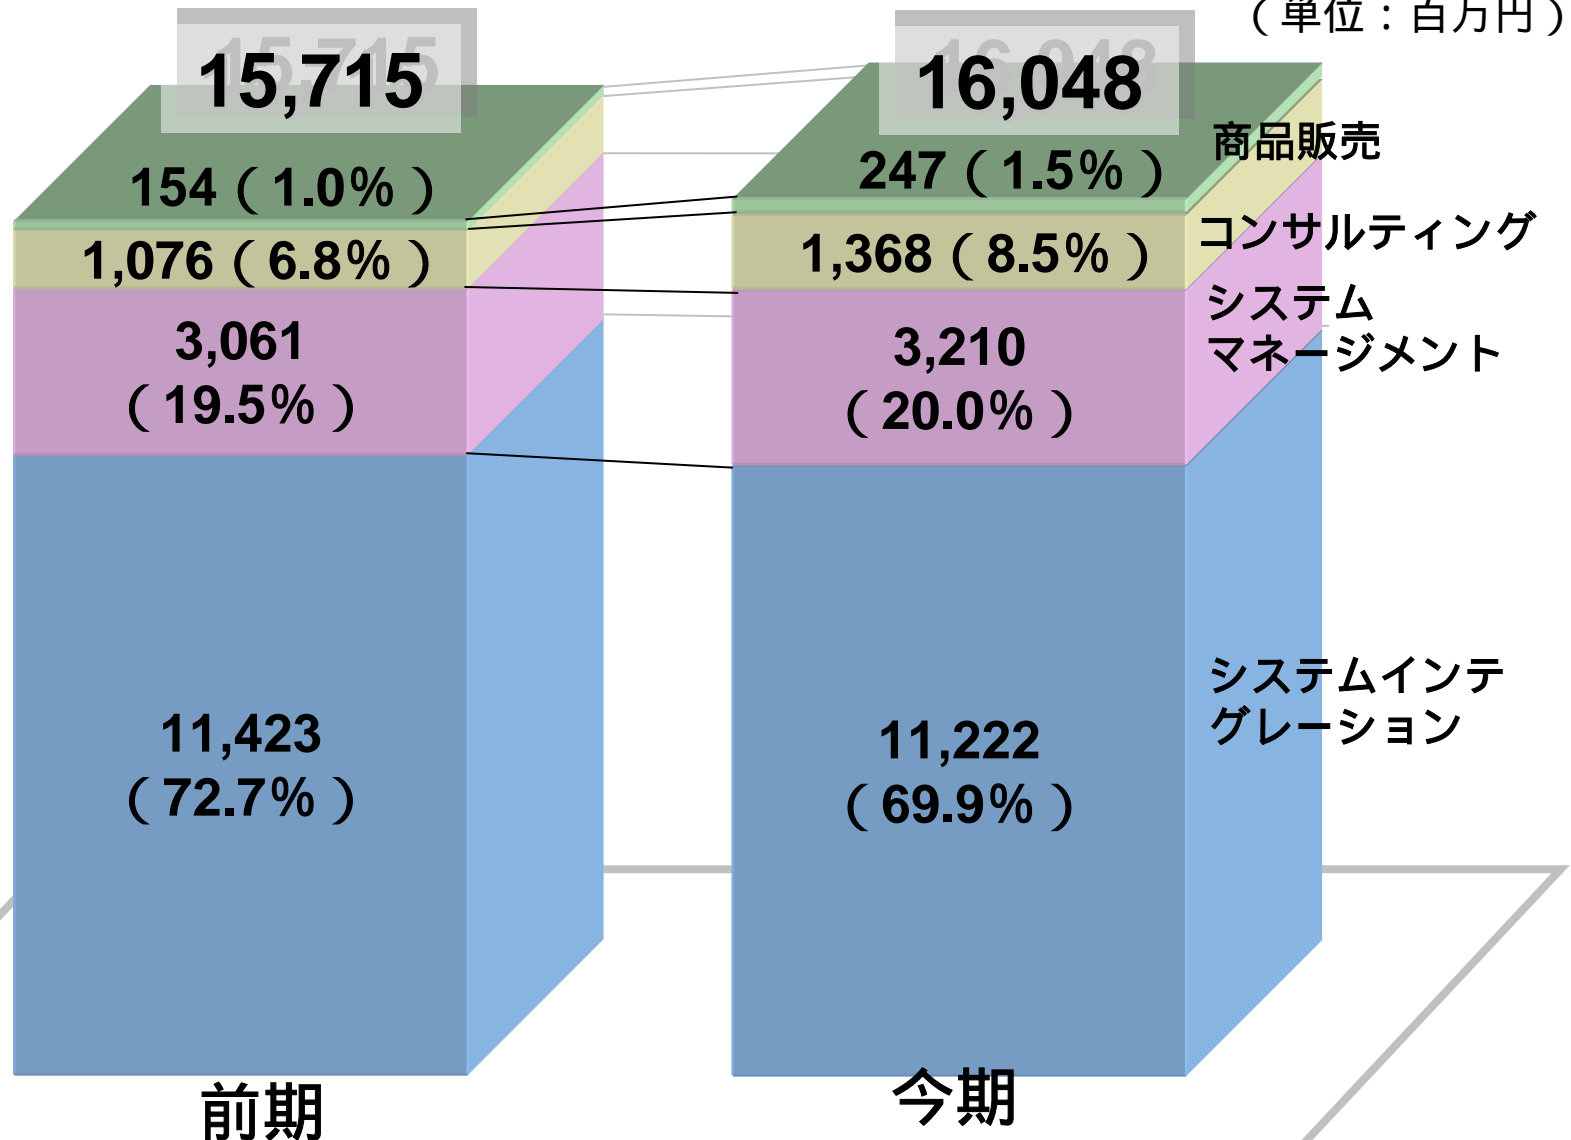 （単位：百万円）
15,715
16,048
154（1.0%）
247（1.5%）
商品販売
1,076（6.8%）
1,368（8.5%）
コンサルティング
3,061
（19.5%）
3,210
（20.0%）
システム
マネージメント
11,423
（72.7%）
11,222
（69.9%）
システムインテ
グレーション
前期
今期